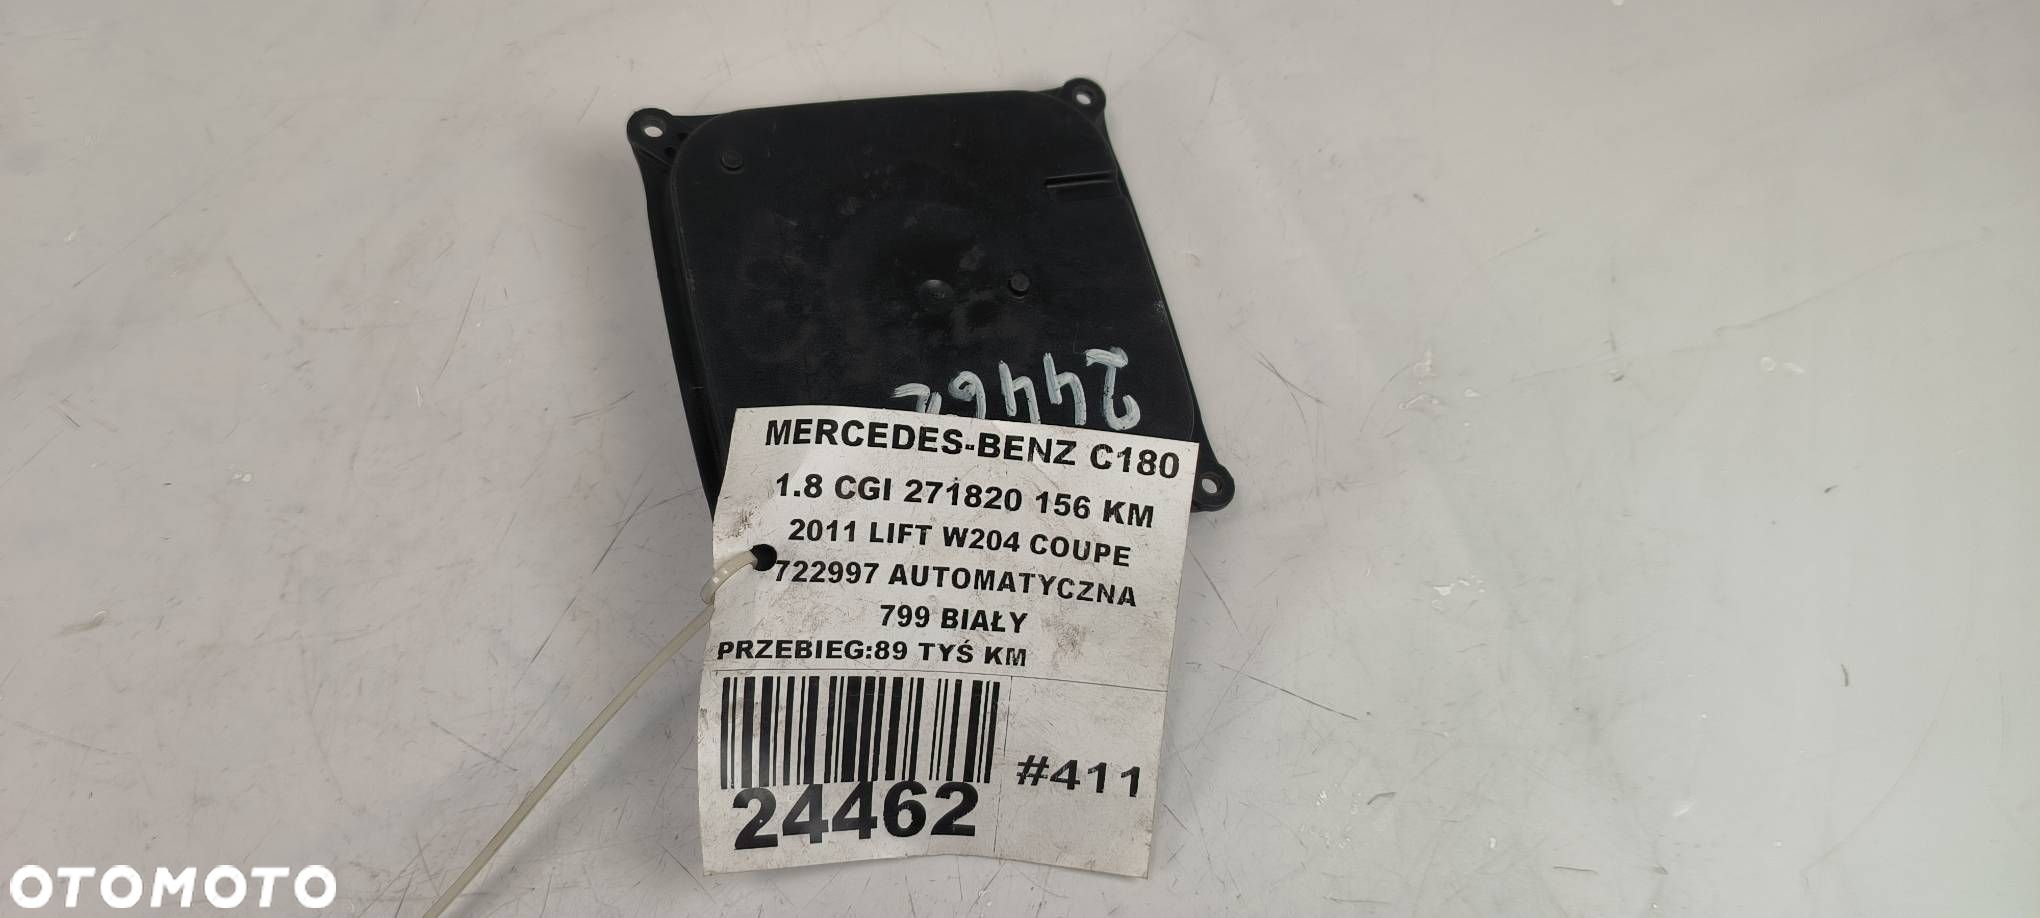 24462
MERCEDES-BENZ C180
1.8 CGI 271820 156 KM
2011 LIFT W204 COUPE
722997 AUTOMATYCZNA
799 BIAŁY
PRZEBIEG:89 TYŚ KM
#411
24462
OTOMOTO